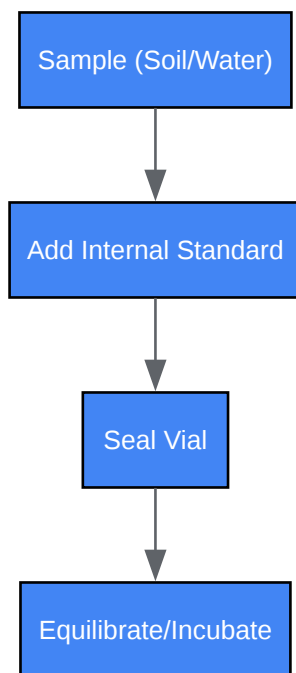 Sample (Soil/Water)
Add Internal Standard
Seal Vial
Equilibrate/Incubate